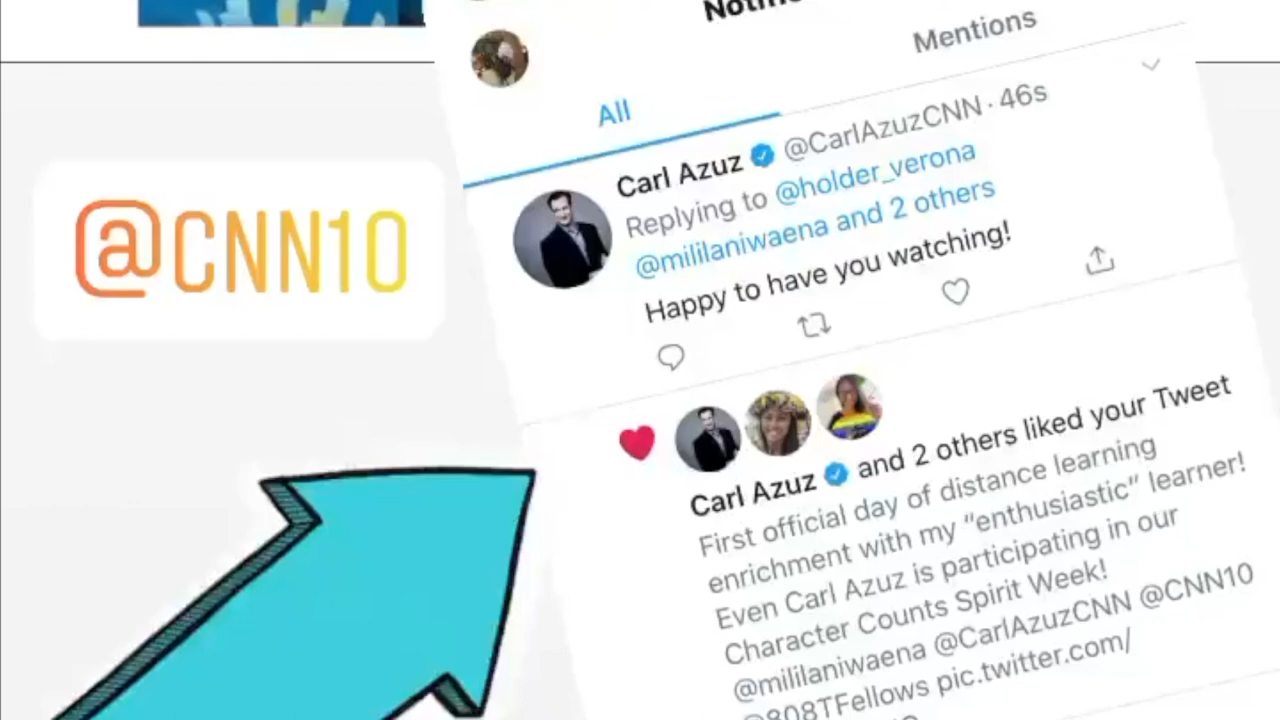 Mentions
All
@CNN10
Carl Azuz @CarlAzuzCNN · 46s
Replying to @holder_verona
@mililaniwaena and 2 others
Happy to have you watching!
Carl Azuz and 2 others liked your Tweet
First official day of distance learning
enrichment with my "enthusiastic" learner!
Even Carl Azuz is participating in our
Character Counts Spirit Week!
@mililaniwaena @CarlAzuzCNN @CNN10
@808TFellows pic.twitter.com/